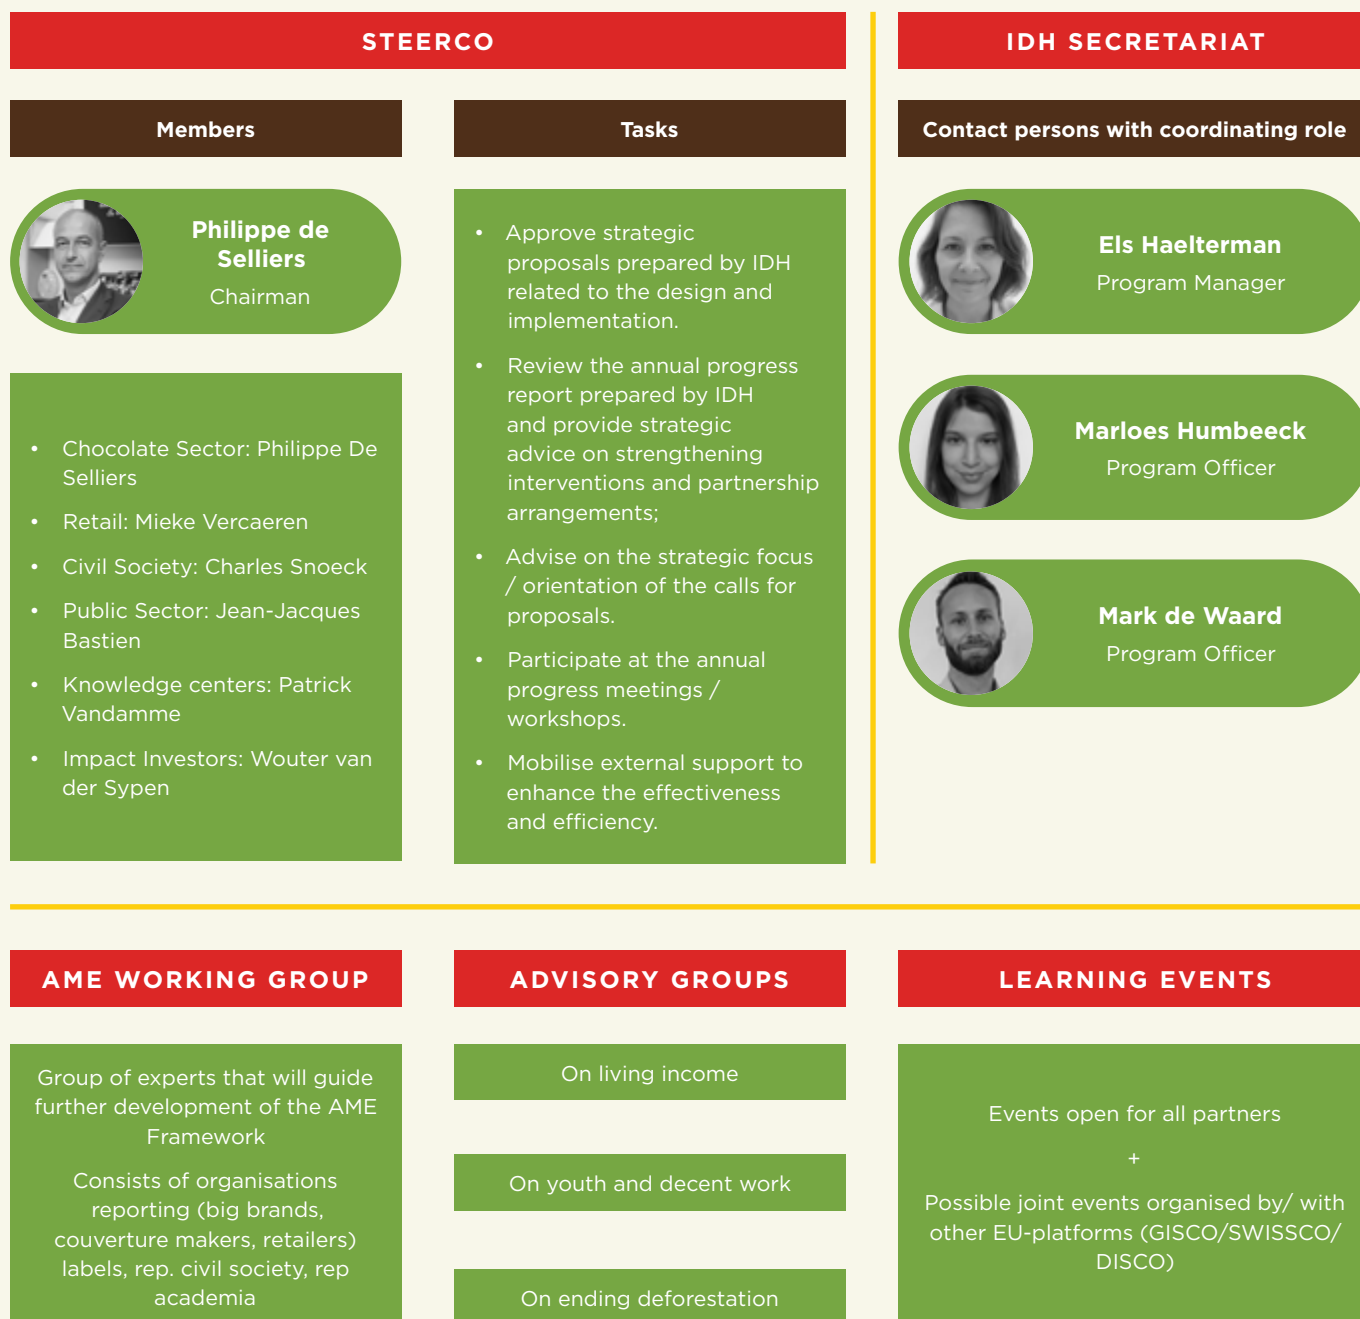 STEERCO
Members
Philippe de
Selliers
Chairman
• Chocolate Sector: Philippe De
Selliers
• Retail: Mieke Vercaeren
• Civil Society: Charles Snoeck
• Public Sector: Jean-Jacques
Bastien
• Knowledge centers: Patrick
Vandamme
• Impact Investors: Wouter van
der Sypen
Tasks
• Approve strategic
proposals prepared by IDH
related to the design and
implementation.
• Review the annual progress
report prepared by IDH
and provide strategic
advice on strengthening
interventions and partnership
arrangements;
• Advise on the strategic focus
/ orientation of the calls for
proposals.
• Participate at the annual
progress meetings /
workshops.
• Mobilise external support to
enhance the effectiveness
and efficiency.
IDH SECRETARIAT
Contact persons with coordinating role
Els Haelterman
Program Manager
Marloes Humbeeck
Program Officer
Mark de Waard
Program Officer
AME WORKING GROUP
Group of experts that will guide
further development of the AME
Framework
Consists of organisations
reporting (big brands,
couverture makers, retailers)
labels, rep. civil society, rep
academia
ADVISORY GROUPS
On living income
On youth and decent work
On ending deforestation
LEARNING EVENTS
Events open for all partners
+
Possible joint events organised by/ with
other EU-platforms (GISCO/SWISSCO/
DISCO)